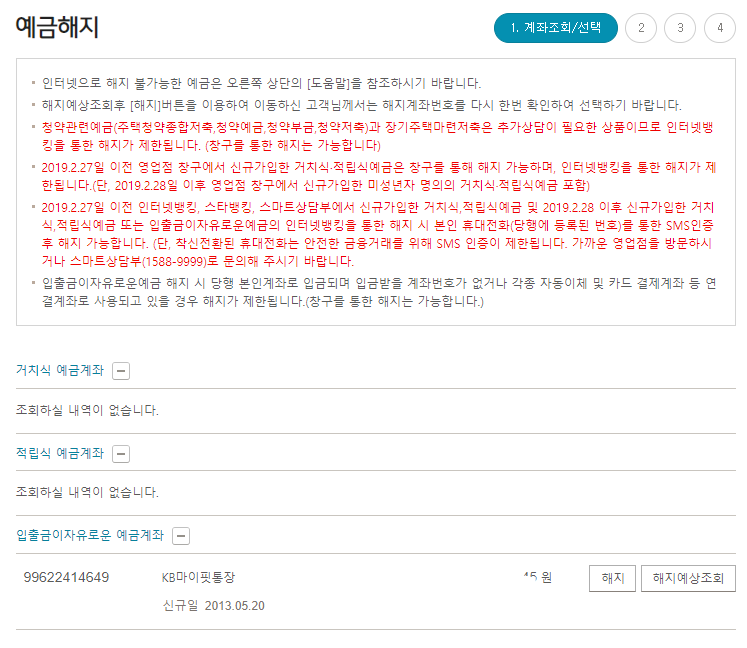 예금해지
1. 계좌조회/선택 2 3 4
인터넷으로 해지 불가능한 예금은 오른쪽 상단의 [도움말]을 참조하시기 바랍니다.
해지예상조회후 [해지]버튼을 이용하여 이동하신 고객님께서는 해지계좌번호를 다시 한번 확인하여 선택하기 바랍니다.
청약관련예금(주택청약종합저축,청약예금,청약부금,청약저축)과 장기주택마련저축은 추가상담이 필요한 상품이므로 인터넷뱅
킹을 통한 해지가 제한됩니다. (창구를 통한 해지는 가능합니다)
2019.2.27일 이전 영업점 창구에서 신규가입한 거치식·적립식예금은 창구를 통해 해지 가능하며, 인터넷뱅킹을 통한 해지가 제
한됩니다.(단, 2019.2.28일 이후 영업점 창구에서 신규가입한 미성년자 명의의 거치식·적립식예금 포함)
2019.2.27일 이전 인터넷뱅킹, 스타뱅킹, 스마트상담부에서 신규가입한 거치식,적립식예금 및 2019.2.28 이후 신규가입한 거치
식,적립식예금 또는 입출금이자유로운예금의 인터넷뱅킹을 통한 해지 시 본인 휴대전화(당행에 등록된 번호)를 통한 SMS인증
후 해지 가능합니다. (단, 착신전환된 휴대전화는 안전한 금융거래를 위해 SMS 인증이 제한됩니다. 가까운 영업점을 방문하시
거나 스마트상담부(1588-9999)로 문의해 주시기 바랍니다.
입출금이자유로운예금 해지 시 당행 본인계좌로 입금되며 입금받을 계좌번호가 없거나 각종 자동이체 및 카드 결제계좌 등 연
결계좌로 사용되고 있을 경우 해지가 제한됩니다.(창구를 통한 해지는 가능합니다.)
거치식 예금계좌
조회하실 내역이 없습니다.
적립식 예금계좌
조회하실 내역이 없습니다.
입출금이자유로운 예금계좌
99622414649 KB마이핏통장 원 해지 해지예상조회
신규일 2013.05.20